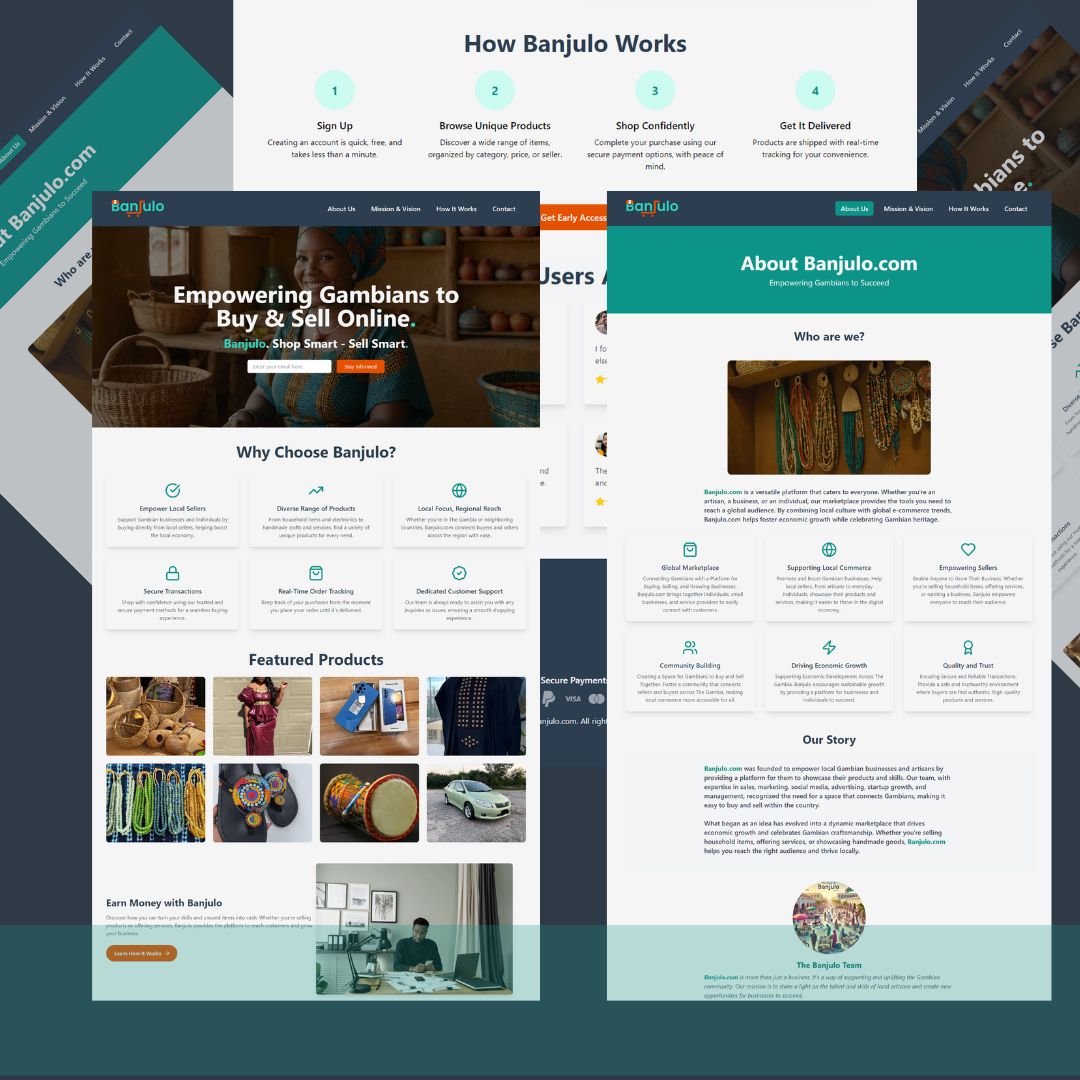 How Banjulo Works
1
2
3
4
Sign Up
Browse Unique Products
Shop Confidently
Get It Delivered
Creating an account is quick, free, and
takes less than a minute.
Discover a wide range of items,
organized by category, price, or seller.
Complete your purchase using our
secure payment options, with peace of
mind.
Products are shipped with real-time
tracking for your convenience.
Get Early Access
Users A
I fo
else
nd
e.
The
and
Secure Payment
VISA
anjulo.com. All right
Contact
How It Works
Mission & Vision
About Us
ut Banjulo.com
Empowering Gambians to Succeed
Who are
Contact
How It Works
Mission & Vision
bians to
e.
se Ban
Diverse
Banjulo
About Us
Mission & Vision
How It Works
Contact
Empowering Gambians to
Buy & Sell Online.
Banjulo. Shop Smart - Sell Smart.
Enter your email here.
Stay Informed
Why Choose Banjulo?
Empower Local Sellers
Support Gambian businesses and individuals by
buying directly from local sellers, helping boost
the local economy.
Diverse Range of Products
From household items and electronics to
handmade crafts and services, find a variety of
unique products for every need.
Local Focus, Regional Reach
Whether you're in The Gambia or neighboring
countries, Banjulo.com connects buyers and sellers
across the region with ease.
Secure Transactions
Shop with confidence using our trusted and
secure payment methods for a seamless buying
experience.
Real-Time Order Tracking
Keep track of your purchases from the moment
you place your order until it's delivered.
Dedicated Customer Support
Our team is always ready to assist you with any
inquiries or issues, ensuring a smooth shopping
experience.
Featured Products
Earn Money with Banjulo
Discover how you can turn your skills and unused items into cash. Whether you're selling
products or offering services, Banjulo provides the platform to reach customers and grow
your business.
Learn How It Works →
Banjulo
About Us
Mission & Vision
How It Works
Contact
About Banjulo.com
Empowering Gambians to Succeed
Who are we?
Banjulo.com is a versatile platform that caters to everyone. Whether you're an
artisan, a business, or an individual, our marketplace provides the tools you need to
reach a global audience. By combining local culture with global e-commerce trends,
Banjulo.com helps foster economic growth while celebrating Gambian heritage.
Global Marketplace
Connecting Gambians with a Platform for
Buying, Selling, and Growing Businesses.
Banjulo.com brings together individuals, small
businesses, and service providers to easily
connect with customers.
Supporting Local Commerce
Promote and Boost Gambian Businesses. Help
local sellers, from artisans to everyday
individuals, showcase their products and
services, making it easier to thrive in the digital
economy.
Empowering Sellers
Enable Anyone to Grow Their Business. Whether
you're selling household items, offering services,
or running a business, Banjulo empowers
everyone to reach their audience.
Community Building
Creating a Space for Gambians to Buy and Sell
Together. Foster a community that connects
sellers and buyers across The Gambia, making
local commerce more accessible for all.
Driving Economic Growth
Supporting Economic Development Across The
Gambia. Banjulo encourages sustainable growth
by providing a platform for businesses and
individuals to succeed.
Quality and Trust
Ensuring Secure and Reliable Transactions.
Provide a safe and trustworthy environment
where buyers can find authentic, high-quality
products and services.
Our Story
Banjulo.com was founded to empower local Gambian businesses and artisans by
providing a platform for them to showcase their products and skills. Our team, with
expertise in sales, marketing, social media, advertising, startup growth, and
management, recognized the need for a space that connects Gambians, making it
easy to buy and sell within the country.
What began as an idea has evolved into a dynamic marketplace that drives
economic growth and celebrates Gambian craftsmanship. Whether you're selling
household items, offering services, or showcasing handmade goods, Banjulo.com
helps you reach the right audience and thrive locally.
Banjulo
The Banjulo Team
Banjulo.com is more than just a business. It's a way of supporting and uplifting the Gambian
community. Our mission is to shine a light on the talent and skills of local artisans and create new
opportunities for businesses to succeed.